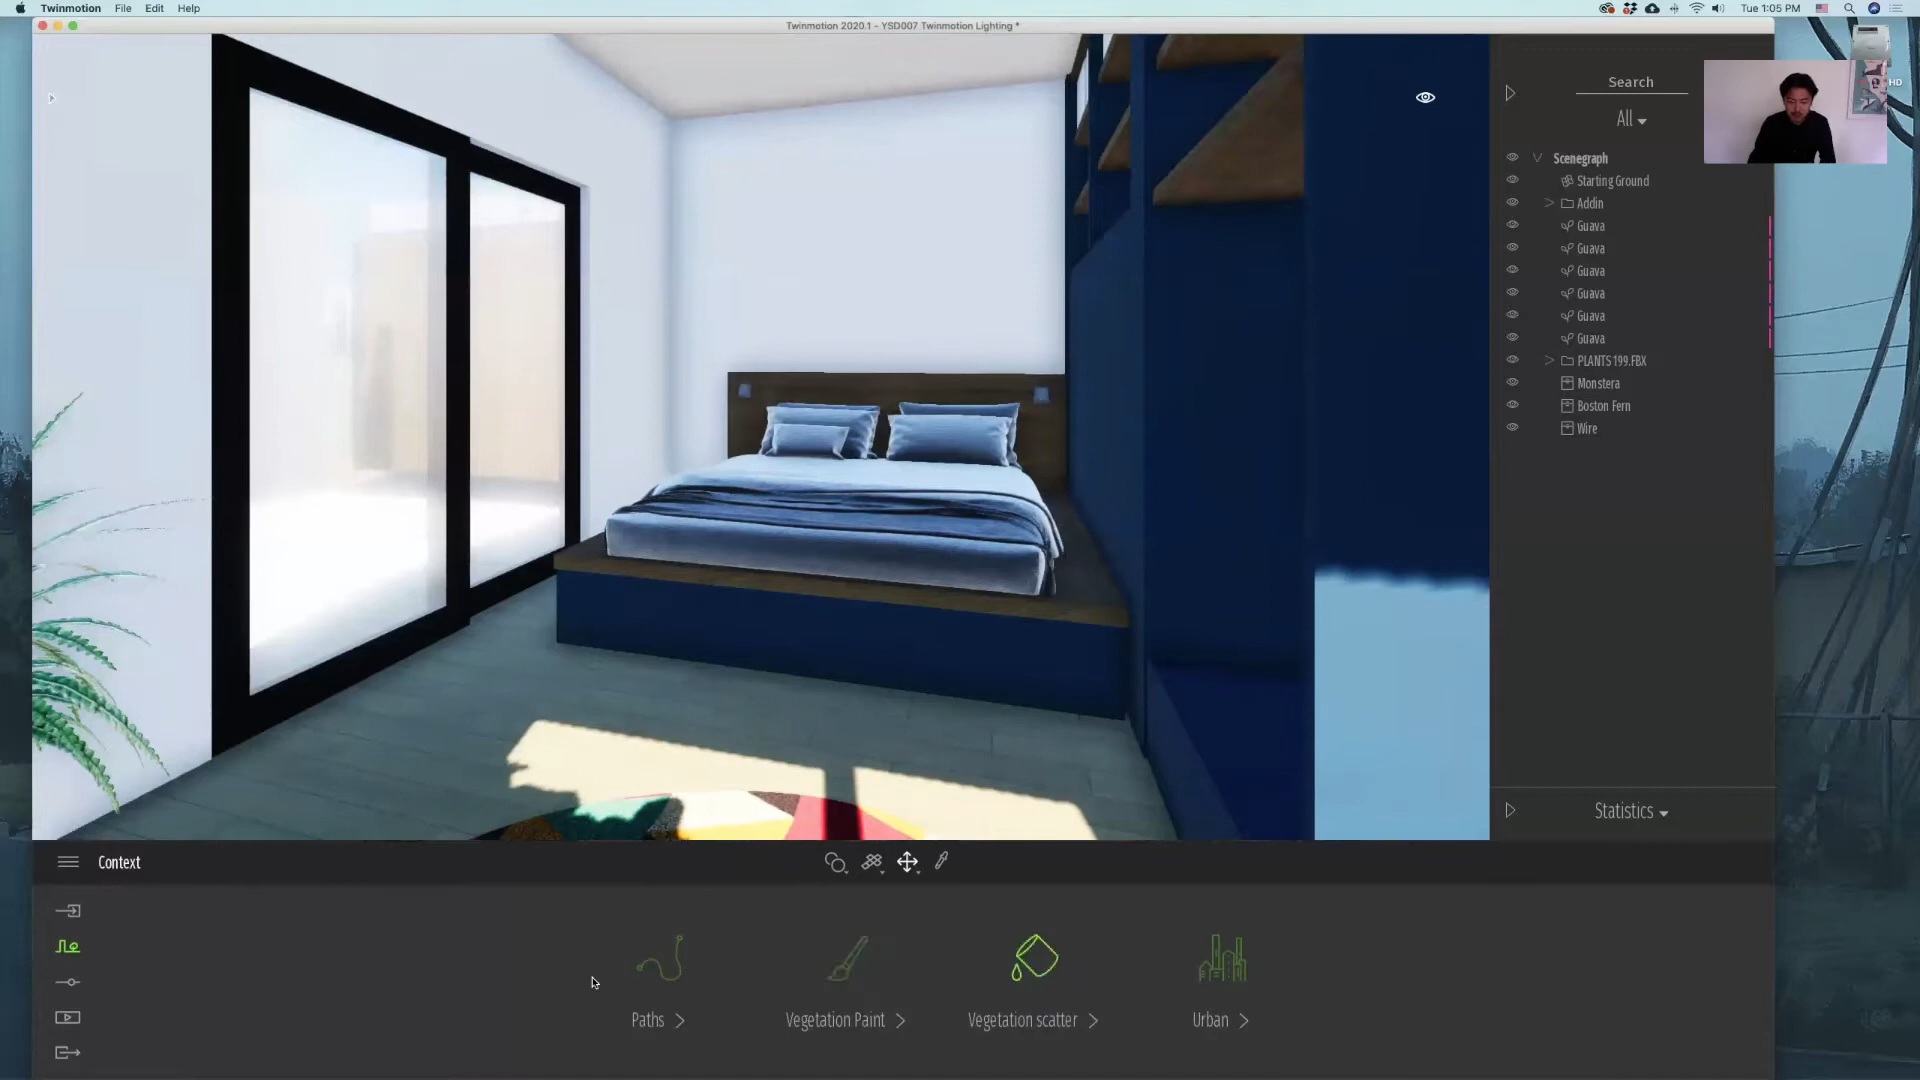 Twinmotion File Edit Help
Tue 1:05 PM
Twinmotion 2020.1 - YSD007 Twinmotion Lighting *
Search
HD
All
Scenegraph
Starting Ground
Addin
Guava
Guava
Guava
Guava
Guava
Guava
PLANTS199.FBX
Monstera
Boston Fern
Wire
Statistics
Context
Paths
Vegetation Paint
Vegetation scatter
Urban